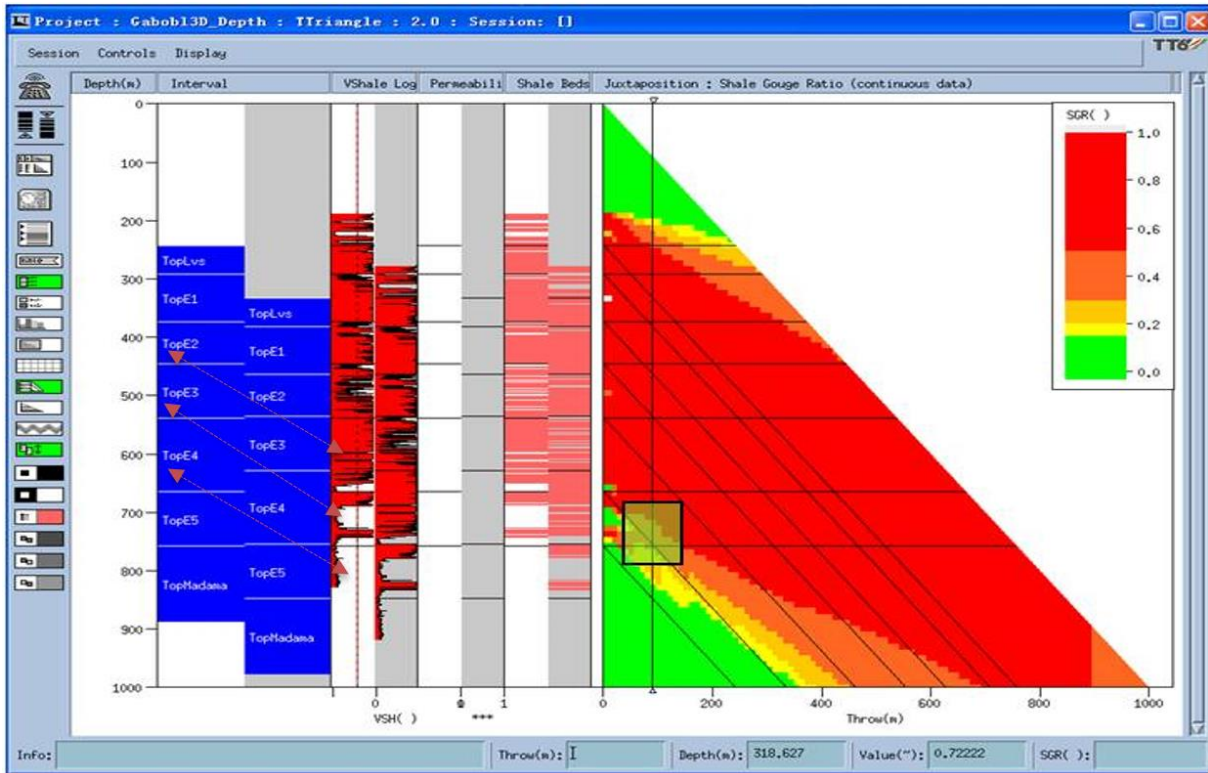 Project : Gabobl3D_Depth : TTriangle : 2.0 : Session: []
Session Controls Display
TT6
Depth(m) Interval VShale Log Permeabili Shale Beds Juxtaposition : Shale Gouge Ratio (continuous data)
SGR( )
1.0
0.8
0.6
0.4
0.2
0.0
0
100
200
300
400
500
600
700
800
900
1000
TopLvs
TopE1
TopE2
TopE3
TopE4
TopE5
TopMadama
TopLvs
TopE1
TopE2
TopE3
TopE4
TopE5
TopMadama
0 1
VSH( ) ***
0 200 400 600 800 1000
Throw(m)
Info: Throw(m): Depth(m): 318.627 Value(~): 0.72222 SGR( ):